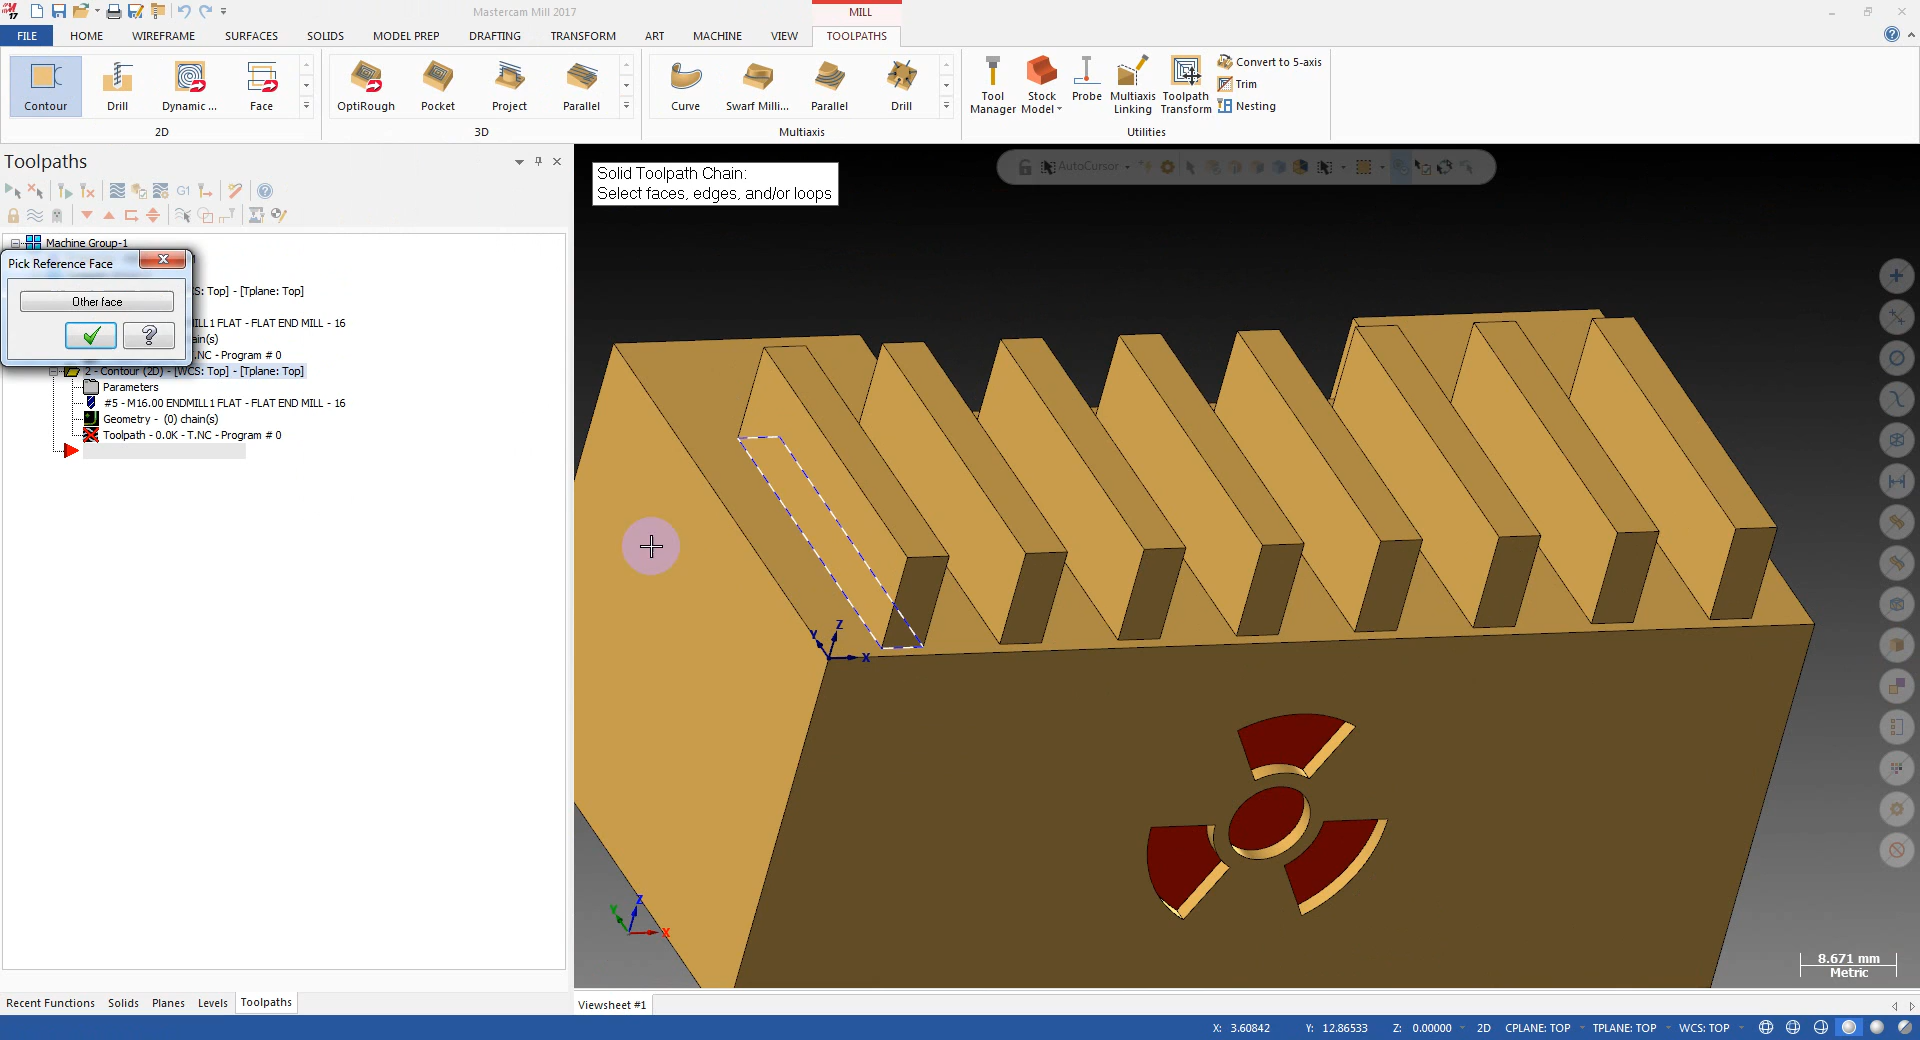 17
Mastercam Mill 2017
MILL
FILE
HOME
WIREFRAME
SURFACES
SOLIDS
MODEL PREP
DRAFTING
TRANSFORM
ART
MACHINE
VIEW
TOOLPATHS
Contour
Drill
Dynamic ...
Face
2D
OptiRough
Pocket
Project
Parallel
3D
Curve
Swarf Milli...
Parallel
Drill
Multiaxis
Tool Manager
Stock Model
Probe
Multiaxis Linking
Toolpath Transform
Convert to 5-axis
Trim
Nesting
Utilities
Toolpaths
G1
Machine Group-1
Pick Reference Face
Other face
S: Top] - [Tplane: Top]
ILL1 FLAT - FLAT END MILL - 16
ain(s)
.NC - Program # 0
2 - Contour (2D) - [WCS: Top] - [Tplane: Top]
Parameters
#5 - M16.00 ENDMILL1 FLAT - FLAT END MILL - 16
Geometry - (0) chain(s)
Toolpath - 0.0K - T.NC - Program # 0
Solid Toolpath Chain:
Select faces, edges, and/or loops
AutoCursor
Y Z X
Y Z X
8.671 mm
Metric
Recent Functions
Solids
Planes
Levels
Toolpaths
Viewsheet #1
X: 3.60842 Y: 12.86533 Z: 0.00000 2D CPLANE: TOP TPLANE: TOP WCS: TOP